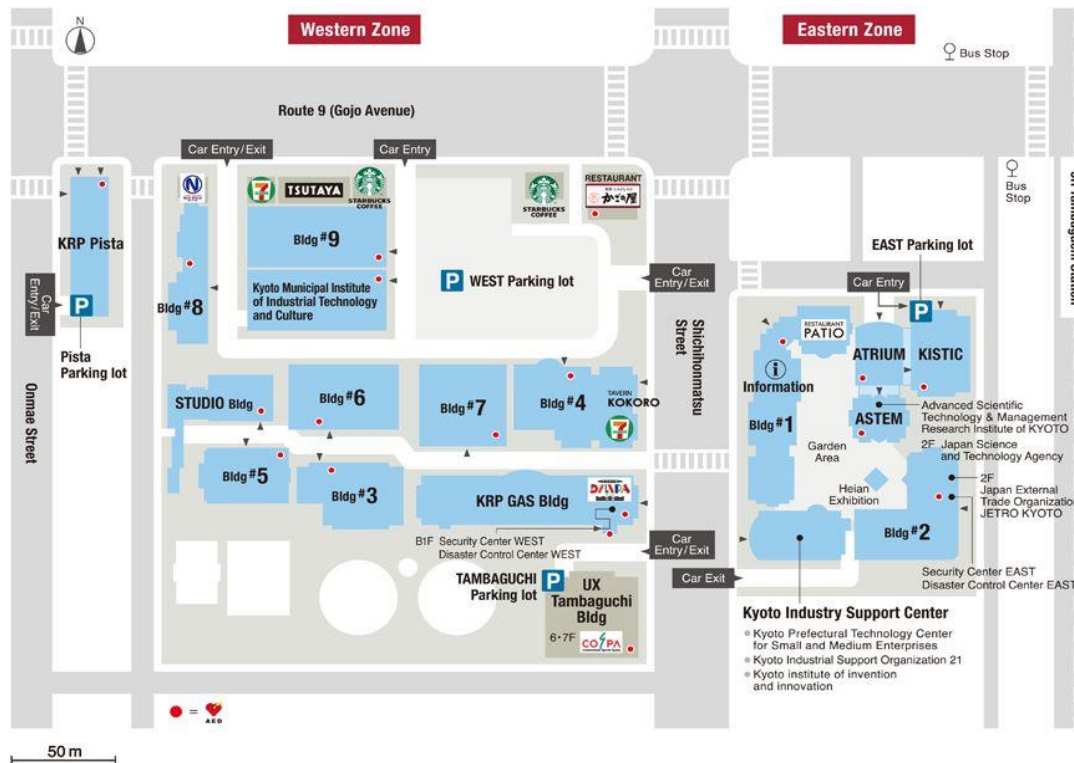 N
Western Zone
Eastern Zone
Bus Stop
Route 9 (Gojo Avenue)
Car Entry/Exit
Car Entry
Bus
Stop
7
TSUTAYA
STARBUCKS
COFFEE
STARBUCKS
COFFEE
RESTAURANT
かごの屋
KRP Pista
Bldg #9
Bldg #8
Kyoto Municipal Institute
of Industrial Technology
and Culture
P WEST Parking lot
Car
Entry/Exit
EAST Parking lot
Car Entry
P
Car
Entry/Exit
P
Pista
Parking lot
Onmae Street
Shichihonmatsu
Street
RESTAURANT
PATIO
ATRIUM
KISTIC
i
Information
Bldg #1
ASTEM
Advanced Scientific
Technology & Management
Research Institute of KYOTO
2F Japan Science
and Technology Agency
Garden
Area
Heian
Exhibition
2F
Japan External
Trade Organization
JETRO KYOTO
Bldg #2
STUDIO Bldg
Bldg #6
Bldg #7
Bldg #4
TAVERN
KOKORO
7
Bldg #5
Bldg #3
KRP GAS Bldg
B1F Security Center WEST
Disaster Control Center WEST
Car
Entry/Exit
Car Exit
Security Center EAST
Disaster Control Center EAST
TAMBAGUCHI
Parking lot
P
UX
Tambaguchi
Bldg
6・7F
COSPA
Kyoto Industry Support Center
Kyoto Prefectural Technology Center
for Small and Medium Enterprises
Kyoto Industrial Support Organization 21
Kyoto institute of invention
and innovation
= AED
50 m